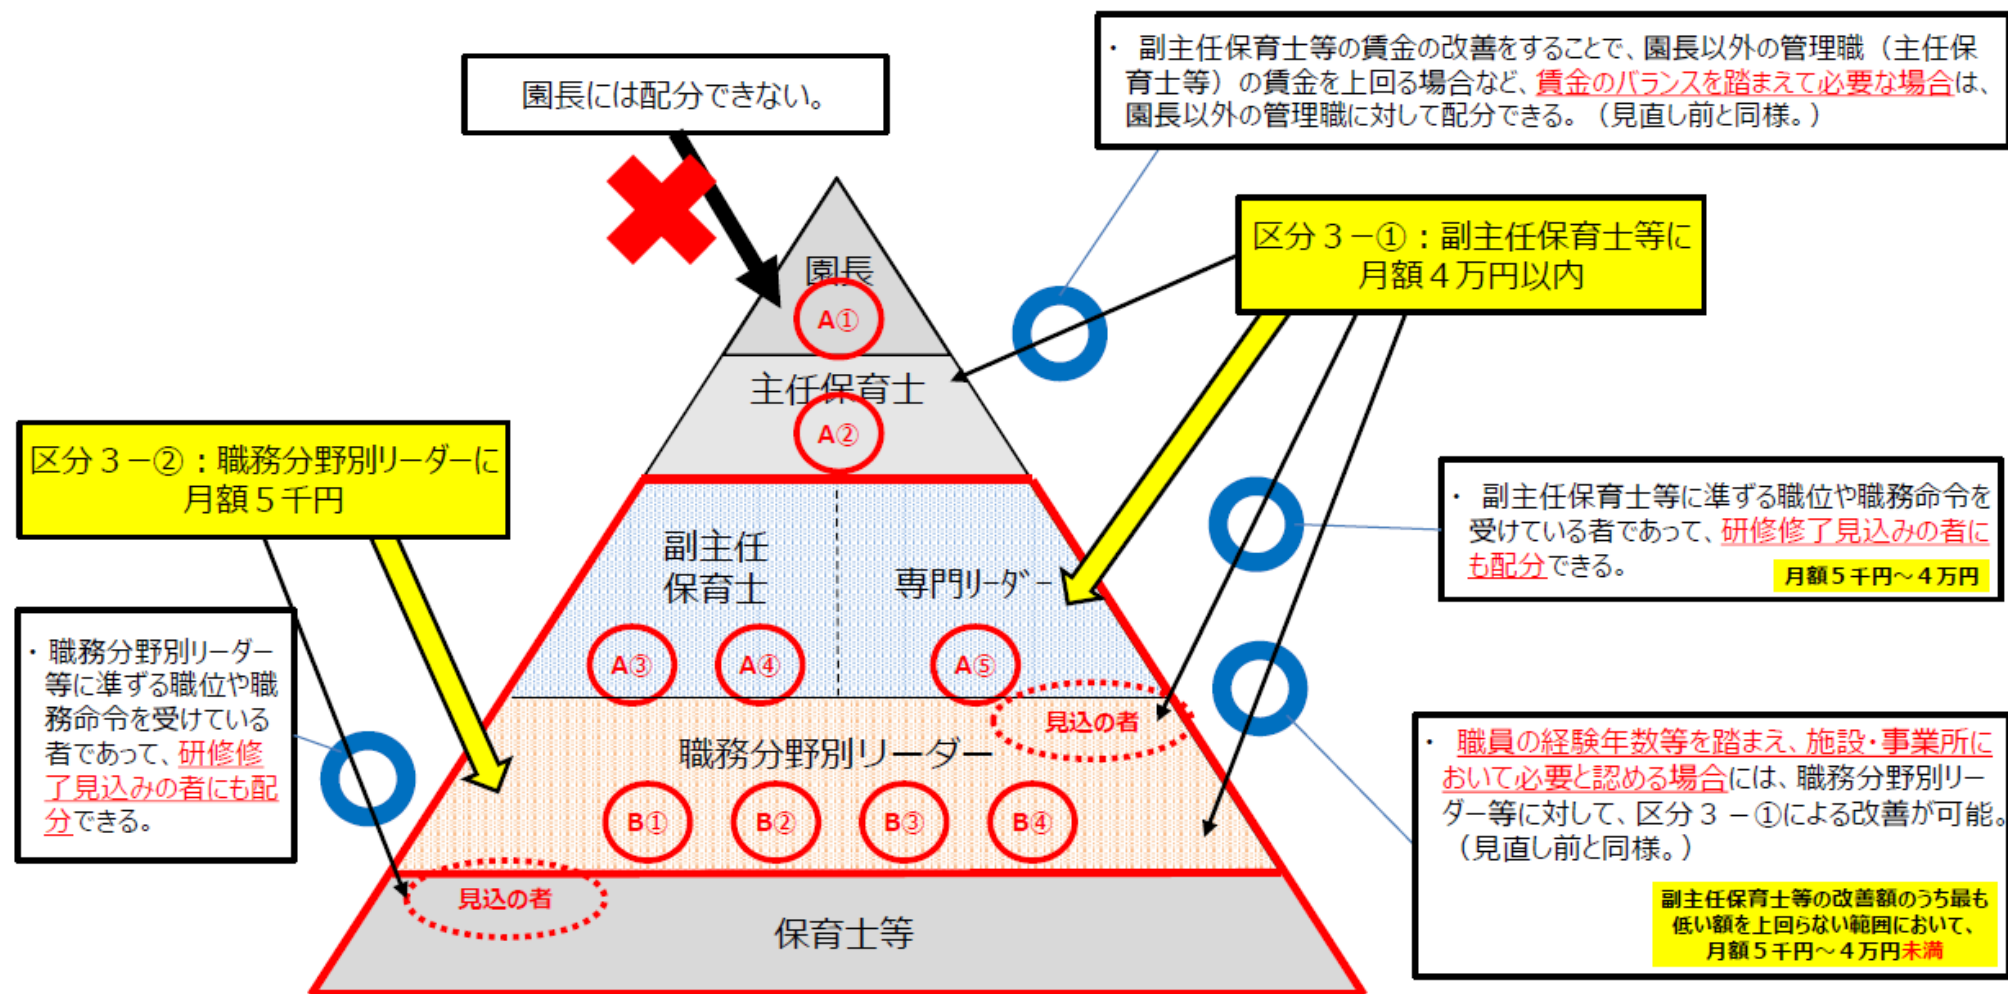 園長には配分できない。
・ 副主任保育士等の賃金の改善をすることで、園長以外の管理職（主任保
育士等）の賃金を上回る場合など、賃金のバランスを踏まえて必要な場合は、
園長以外の管理職に対して配分できる。（見直し前と同様。）
区分３－①：副主任保育士等に
月額４万円以内
園長
A①
主任保育士
A②
区分３－②：職務分野別リーダーに
月額５千円
・ 副主任保育士等に準ずる職位や職務命令を
受けている者であって、研修修了見込みの者に
も配分できる。
月額５千円～４万円
副主任
保育士
専門リーダー
A③
A④
A⑤
・ 職務分野別リーダー
等に準ずる職位や職
務命令を受けている
者であって、研修修
了見込みの者にも配
分できる。
見込の者
職務分野別リーダー
B①
B②
B③
B④
・ 職員の経験年数等を踏まえ、施設・事業所に
おいて必要と認める場合には、職務分野別リー
ダー等に対して、区分３－①による改善が可能。
（見直し前と同様。）
副主任保育士等の改善額のうち最も
低い額を上回らない範囲において、
月額５千円～４万円未満
見込の者
保育士等